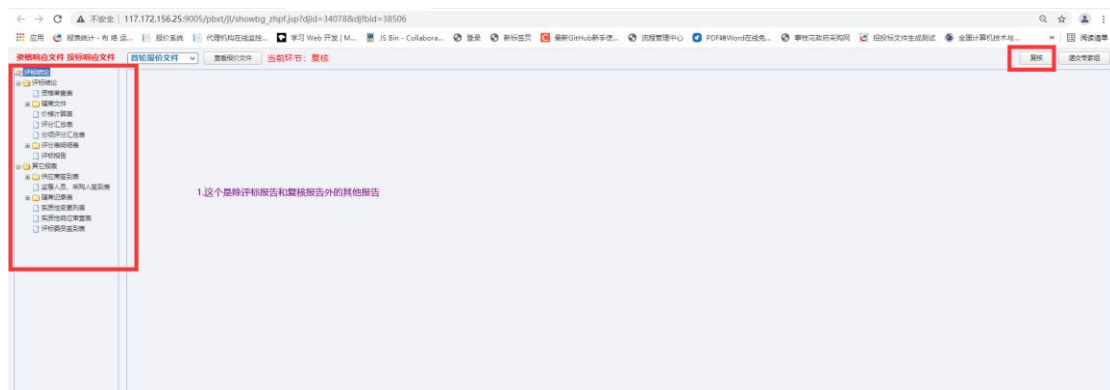 不安全 | 117.172.156.25:9005/pbxt/jl/showbg_zhpf.jsp?djid=34078&djfbid=38506
应用 报表统计 - 布 塔 运... 报价系统 代理机构在线监控... 学习 Web 开发 | M... JS Bin - Collabora... 登录 新标签页 最新GitHub新手使... 流程管理中心 PDF转Word在线免... 攀枝花政府采购网 招投标文件生成测试 全国计算机技术与... » 阅读清单
资格响应文件 投标响应文件 首轮报价文件 查看报价文件 当前环节：复核 复核 递交专家组
评标结论
评标结论
资格审查表
废标文件
价格计算表
评分汇总表
分项评分汇总表
评分表明细表
评标报告
其它报表
供应商签到表
监督人员、采购人签到表
实质性变更列表
实质性响应审查表
评标委员签到表
1.这个是除评标报告和复核报告外的其他报告